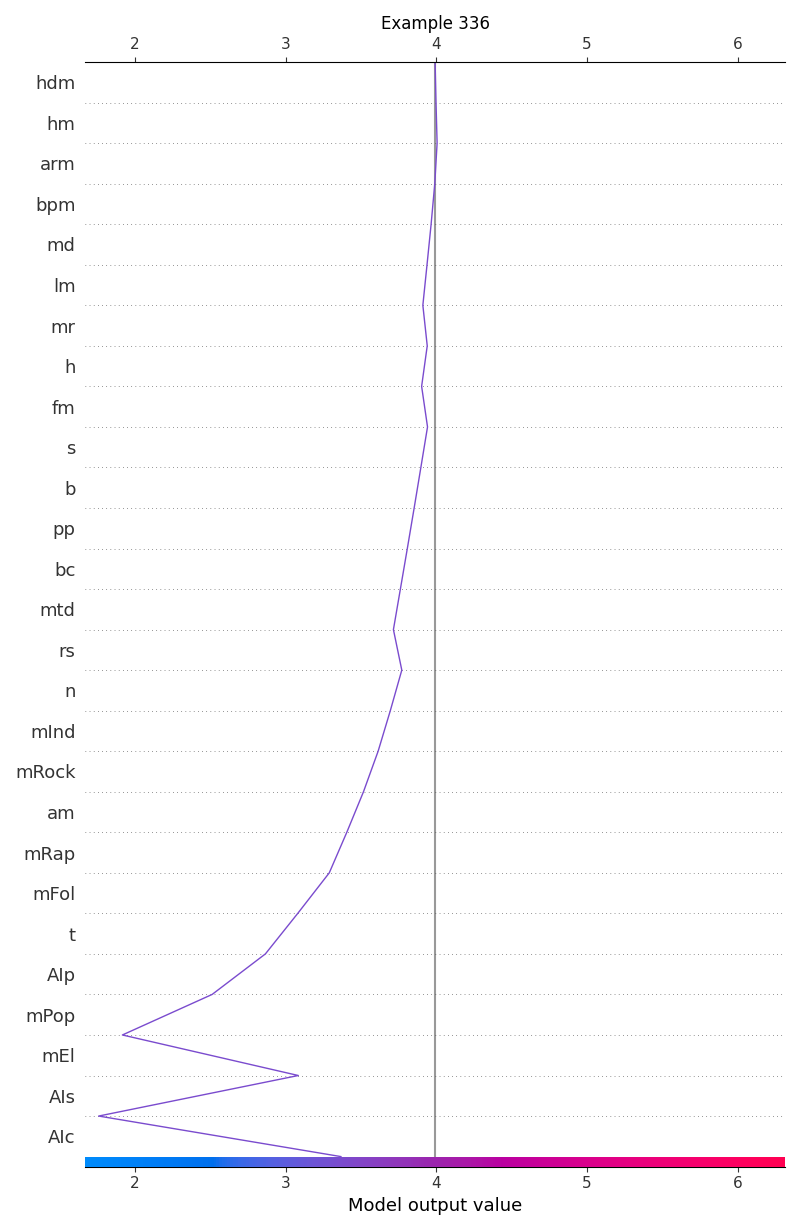 Example 336
2 3 4 5 6
hdm
hm
arm
bpm
md
lm
mr
h
fm
s
b
pp
bc
mtd
rs
n
mInd
mRock
am
mRap
mFol
t
AIp
mPop
mEl
AIs
AIc
2 3 4 5 6
Model output value